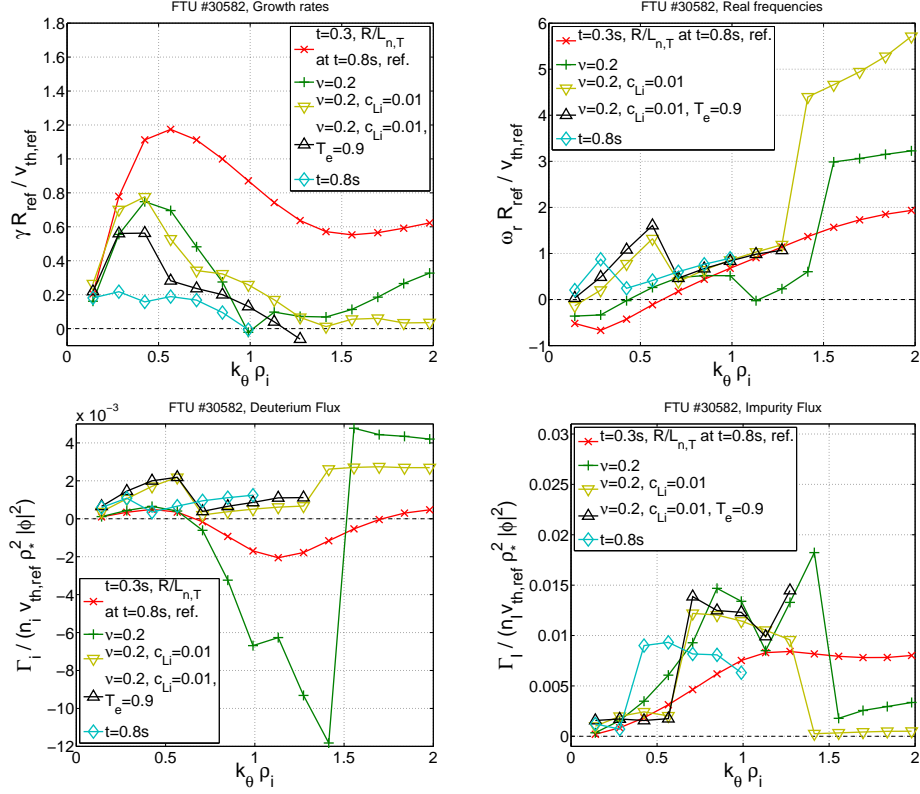 FTU #30582, Growth rates
γ R_ref / v_th,ref
1.8
1.6
1.4
1.2
1
0.8
0.6
0.4
0.2
0
0
0.5
1
1.5
2
k_θ ρ_i
t=0.3, R/L_n,T
at t=0.8s, ref.
ν=0.2
ν=0.2, c_Li=0.01
ν=0.2, c_Li=0.01,
T_e=0.9
t=0.8s
FTU #30582, Real frequencies
ω_r R_ref / v_th,ref
6
5
4
3
2
1
0
−1
0
0.5
1
1.5
2
k_θ ρ_i
t=0.3s, R/L_n,T at t=0.8s, ref.
ν=0.2
ν=0.2, c_Li=0.01
ν=0.2, c_Li=0.01, T_e=0.9
t=0.8s
FTU #30582, Deuterium Flux
x 10^−3
Γ_i / (n_i v_th,ref ρ_*^2 |ϕ|^2)
4
2
0
−2
−4
−6
−8
−10
−12
0
0.5
1
1.5
2
k_θ ρ_i
t=0.3s, R/L_n,T
at t=0.8s, ref.
ν=0.2
ν=0.2, c_Li=0.01
ν=0.2, c_Li=0.01,
T_e=0.9
t=0.8s
FTU #30582, Impurity Flux
Γ_I / (n_I v_th,ref ρ_*^2 |ϕ|^2)
0.03
0.025
0.02
0.015
0.01
0.005
0
0
0.5
1
1.5
2
k_θ ρ_i
t=0.3s, R/L_n,T at t=0.8s, ref.
ν=0.2
ν=0.2, c_Li=0.01
ν=0.2, c_Li=0.01, T_e=0.9
t=0.8s